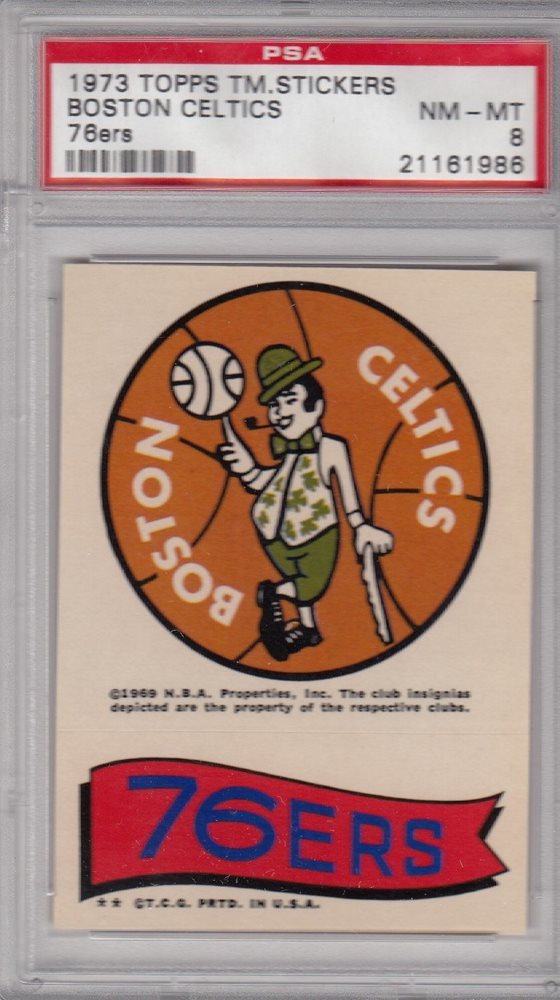 PSA
1973 TOPPS TM.STICKERS
BOSTON CELTICS NM - MT
76ers 8
21161986
BOSTON
CELTICS
©1969 N.B.A. Properties, Inc. The club insignias
depicted are the property of the respective clubs.
76ERS
** ©T.C.G. PRTD. IN U.S.A.